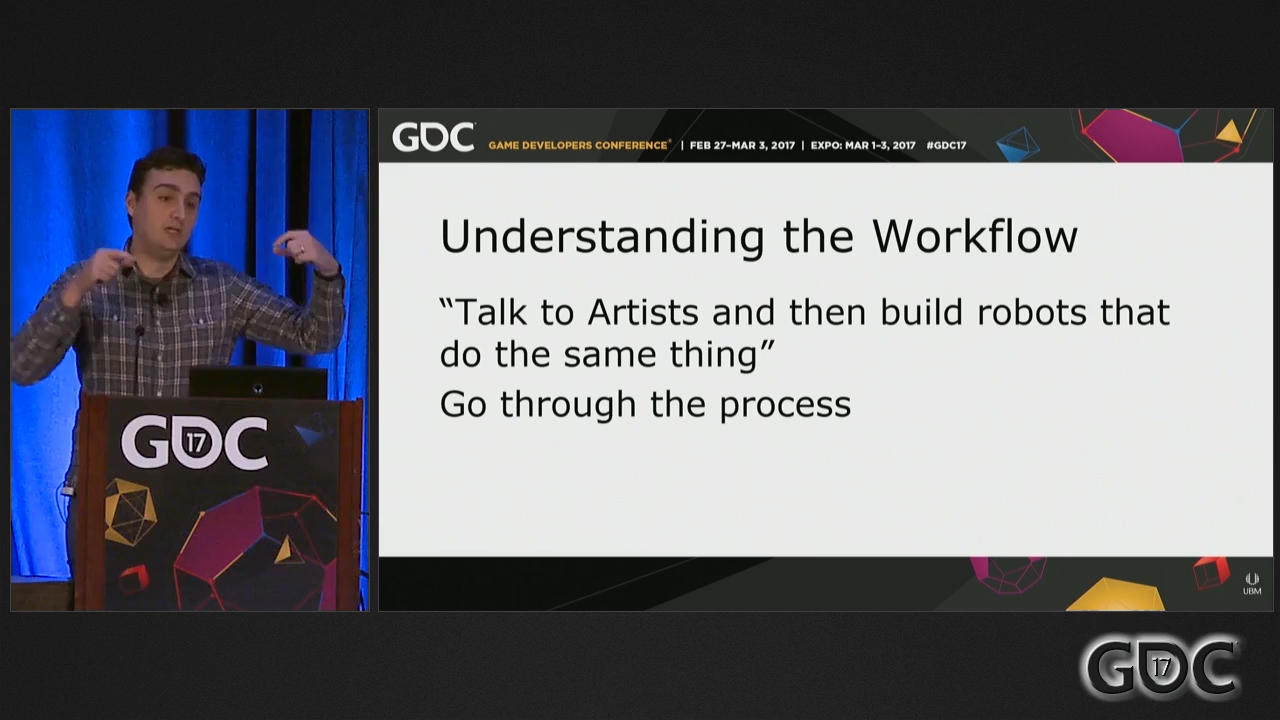 GDC
GAME DEVELOPERS CONFERENCE® | FEB 27–MAR 3, 2017 | EXPO: MAR 1–3, 2017 #GDC17
Understanding the Workflow
“Talk to Artists and then build robots that
do the same thing”
Go through the process
GDC
17
UBM
GDC
17